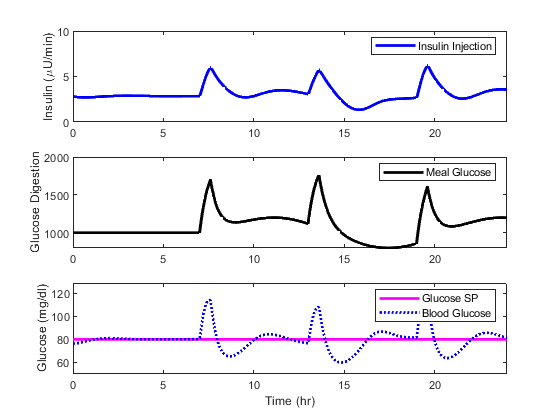 10
5
0
Insulin (μU/min)
Insulin Injection
0 5 10 15 20
2000
1500
1000
Glucose Digestion
Meal Glucose
0 5 10 15 20
120
100
80
60
Glucose (mg/dl)
Glucose SP
Blood Glucose
0 5 10 15 20
Time (hr)